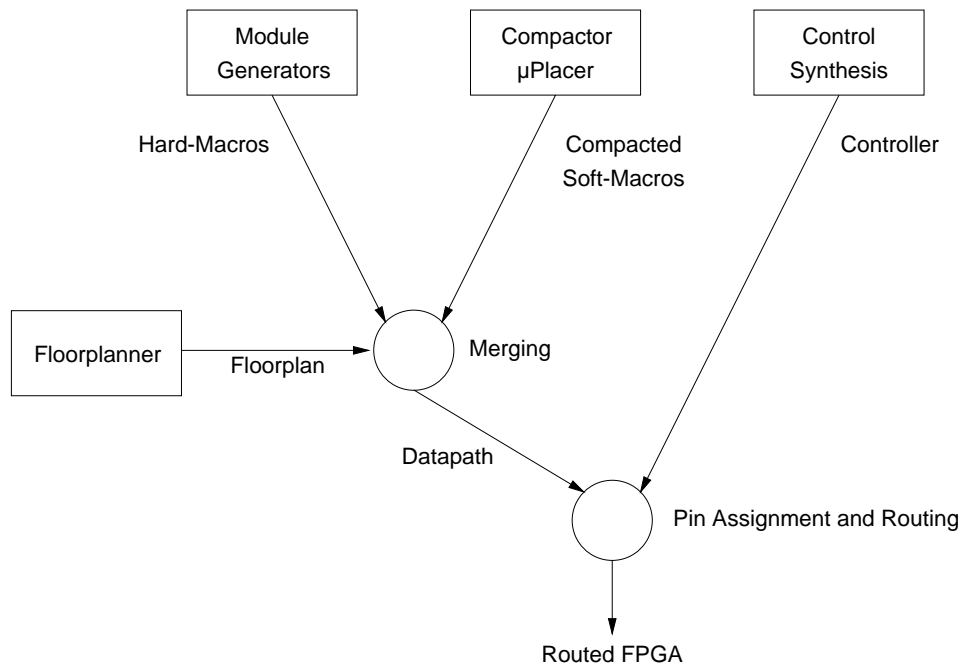 Module
Generators
Compactor
µPlacer
Control
Synthesis
Hard-Macros
Compacted
Soft-Macros
Controller
Floorplanner
Floorplan
Merging
Datapath
Pin Assignment and Routing
Routed FPGA